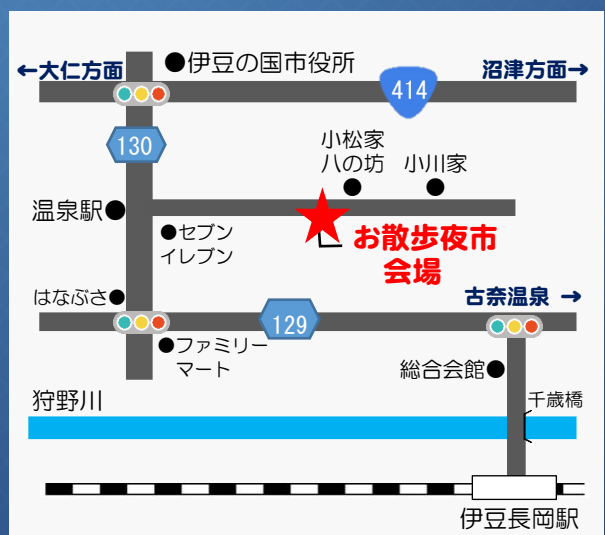 ←大仁方面
●伊豆の国市役所
沼津方面→
414
130
小松家
八の坊
小川家
温泉駅●
●セブン
イレブン
お散歩夜市
会場
はなぶさ●
古奈温泉 →
129
●ファミリー
マート
総合会館●
狩野川
千歳橋
伊豆長岡駅